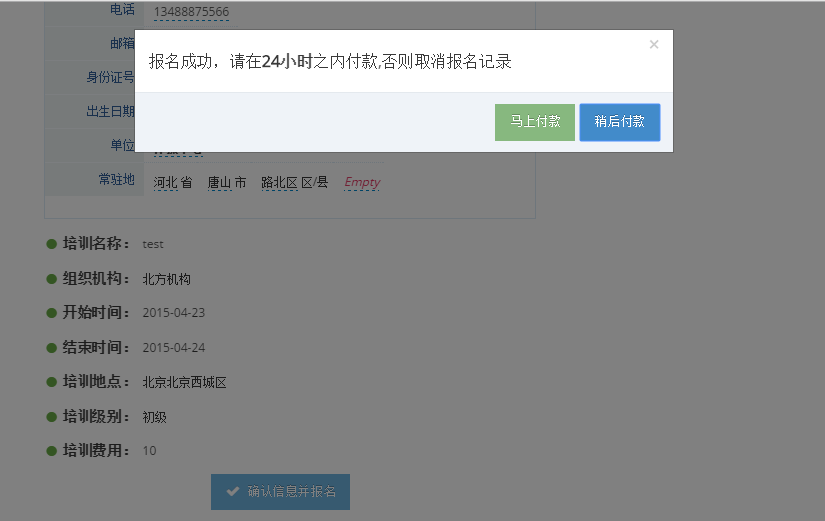 电话 13488875566
邮箱
×
报名成功，请在24小时之内付款,否则取消报名记录
身份证号
出生日期
马上付款 稍后付款
单位
常驻地 河北 省 唐山 市 路北区 区/县 Empty
培训名称： test
组织机构： 北方机构
开始时间： 2015-04-23
结束时间： 2015-04-24
培训地点： 北京北京西城区
培训级别： 初级
培训费用： 10
确认信息并报名